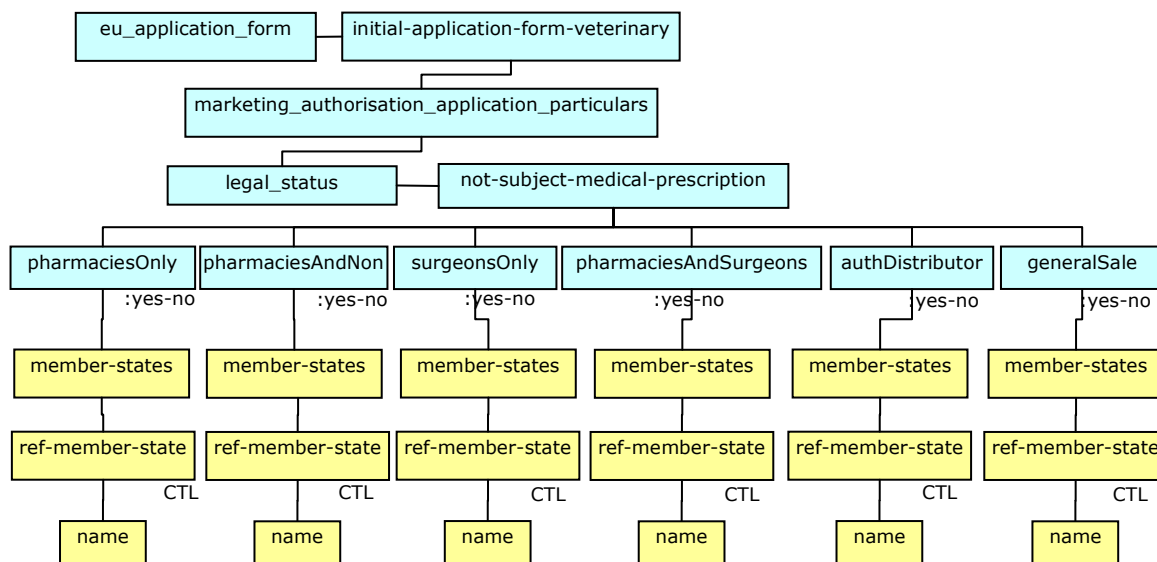 eu_application_form
initial-application-form-veterinary
marketing_authorisation_application_particulars
legal_status
not-subject-medical-prescription
pharmaciesOnly
pharmaciesAndNon
surgeonsOnly
pharmaciesAndSurgeons
authDistributor
generalSale
:yes-no
:yes-no
:yes-no
:yes-no
:yes-no
:yes-no
member-states
member-states
member-states
member-states
member-states
member-states
ref-member-state
ref-member-state
ref-member-state
ref-member-state
ref-member-state
ref-member-state
CTL
CTL
CTL
CTL
CTL
CTL
name
name
name
name
name
name